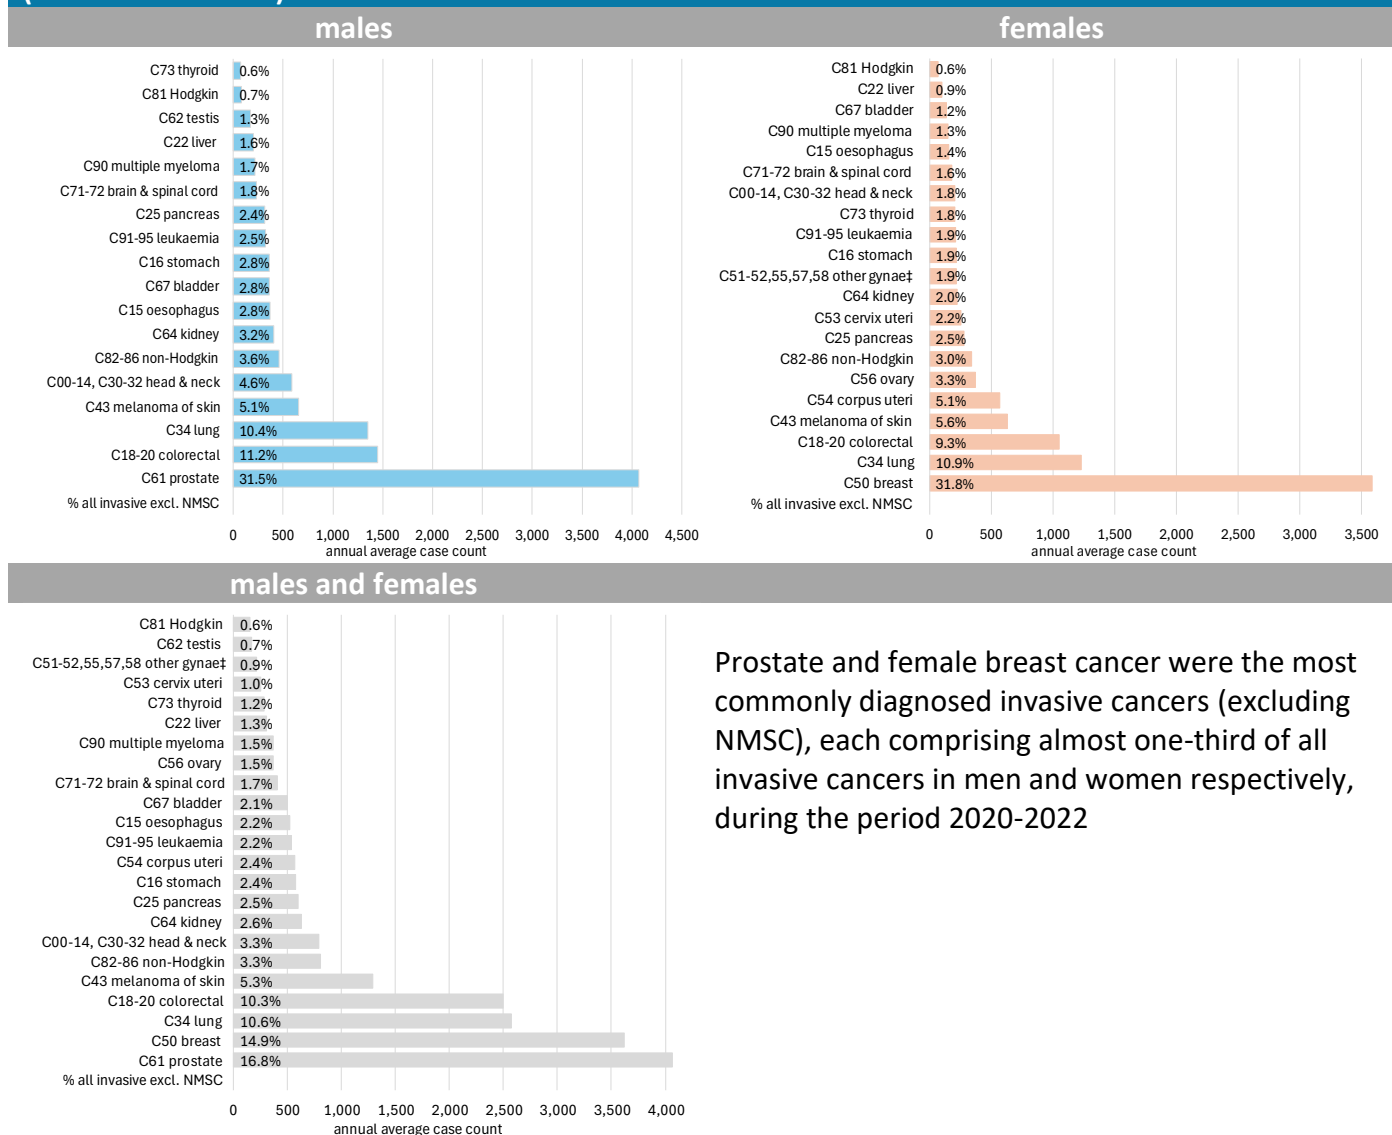 males
females
C73 thyroid 0.6%
C81 Hodgkin 0.7%
C62 testis 1.3%
C22 liver 1.6%
C90 multiple myeloma 1.7%
C71-72 brain & spinal cord 1.8%
C25 pancreas 2.4%
C91-95 leukaemia 2.5%
C16 stomach 2.8%
C67 bladder 2.8%
C15 oesophagus 2.8%
C64 kidney 3.2%
C82-86 non-Hodgkin 3.6%
C00-14, C30-32 head & neck 4.6%
C43 melanoma of skin 5.1%
C34 lung 10.4%
C18-20 colorectal 11.2%
C61 prostate 31.5%
% all invasive excl. NMSC
0 500 1,000 1,500 2,000 2,500 3,000 3,500 4,000 4,500
annual average case count
C81 Hodgkin 0.6%
C22 liver 0.9%
C67 bladder 1.2%
C90 multiple myeloma 1.3%
C15 oesophagus 1.4%
C71-72 brain & spinal cord 1.6%
C00-14, C30-32 head & neck 1.8%
C73 thyroid 1.8%
C91-95 leukaemia 1.9%
C16 stomach 1.9%
C51-52,55,57,58 other gynae‡ 1.9%
C64 kidney 2.0%
C53 cervix uteri 2.2%
C25 pancreas 2.5%
C82-86 non-Hodgkin 3.0%
C56 ovary 3.3%
C54 corpus uteri 5.1%
C43 melanoma of skin 5.6%
C18-20 colorectal 9.3%
C34 lung 10.9%
C50 breast 31.8%
% all invasive excl. NMSC
0 500 1,000 1,500 2,000 2,500 3,000 3,500
annual average case count
males and females
C81 Hodgkin 0.6%
C62 testis 0.7%
C51-52,55,57,58 other gynae‡ 0.9%
C53 cervix uteri 1.0%
C73 thyroid 1.2%
C22 liver 1.3%
C90 multiple myeloma 1.5%
C56 ovary 1.5%
C71-72 brain & spinal cord 1.7%
C67 bladder 2.1%
C15 oesophagus 2.2%
C91-95 leukaemia 2.2%
C54 corpus uteri 2.4%
C16 stomach 2.4%
C25 pancreas 2.5%
C64 kidney 2.6%
C00-14, C30-32 head & neck 3.3%
C82-86 non-Hodgkin 3.3%
C43 melanoma of skin 5.3%
C18-20 colorectal 10.3%
C34 lung 10.6%
C50 breast 14.9%
C61 prostate 16.8%
% all invasive excl. NMSC
0 500 1,000 1,500 2,000 2,500 3,000 3,500 4,000
annual average case count
Prostate and female breast cancer were the most
commonly diagnosed invasive cancers (excluding
NMSC), each comprising almost one-third of all
invasive cancers in men and women respectively,
during the period 2020-2022